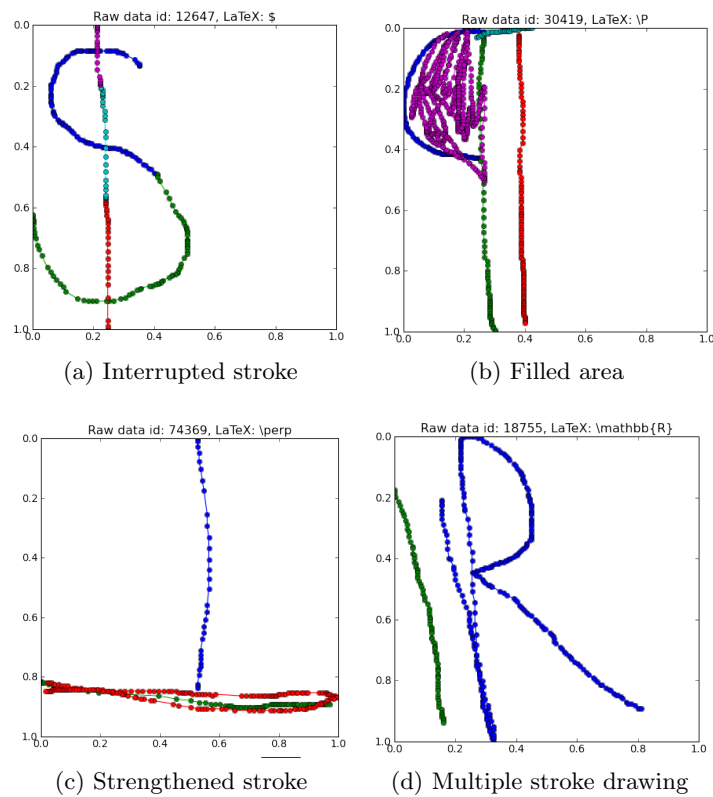 Raw data id: 12647, LaTeX: $
0.0
0.2
0.4
0.6
0.8
1.0
0.0 0.2 0.4 0.6 0.8 1.0
(a) Interrupted stroke
Raw data id: 30419, LaTeX: \P
0.0
0.2
0.4
0.6
0.8
1.0
0.0 0.2 0.4 0.6 0.8 1.0
(b) Filled area
Raw data id: 74369, LaTeX: \perp
0.0
0.2
0.4
0.6
0.8
1.0
0.0 0.2 0.4 0.6 0.8 1.0
(c) Strengthened stroke
Raw data id: 18755, LaTeX: \mathbb{R}
0.0
0.2
0.4
0.6
0.8
1.0
0.0 0.2 0.4 0.6 0.8 1.0
(d) Multiple stroke drawing